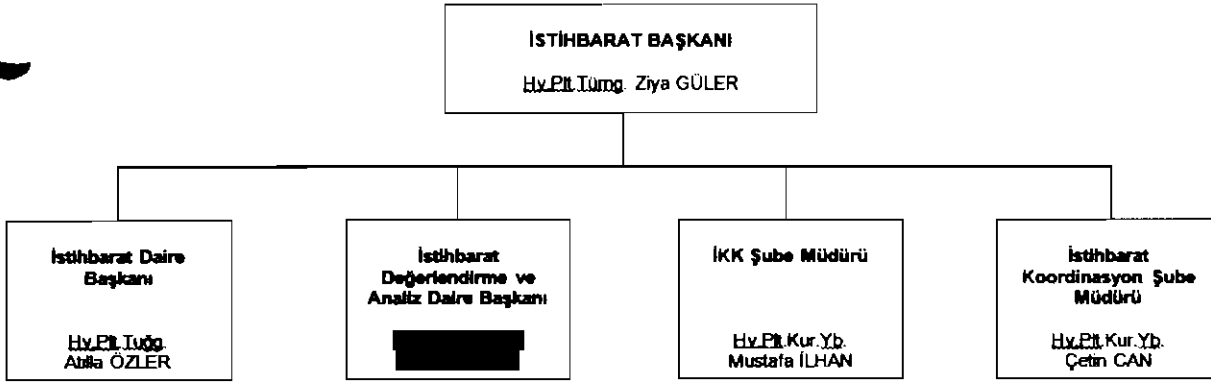 İSTİHBARAT BAŞKANI
Hv.Plt.Tümg. Ziya GÜLER
İstihbarat Daire
Başkanı
Hv.Plt.Tuğg.
Atilla ÖZLER
İstihbarat
Değerlendirme ve
Analiz Daire Başkanı
İKK Şube Müdürü
Hv.Plt.Kur.Yb.
Mustafa İLHAN
İstihbarat
Koordinasyon Şube
Müdürü
Hv.Plt.Kur.Yb.
Çetin CAN